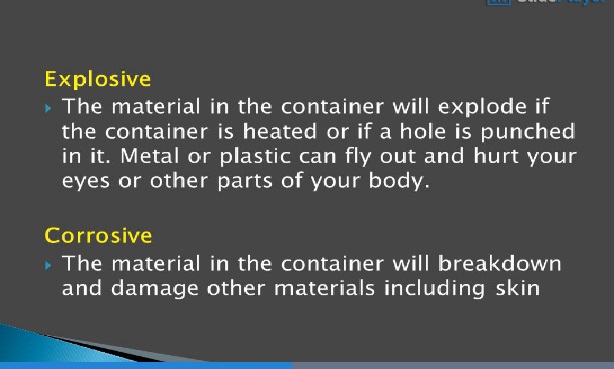 Explosive
The material in the container will explode if
the container is heated or if a hole is punched
in it. Metal or plastic can fly out and hurt your
eyes or other parts of your body.
Corrosive
The material in the container will breakdown
and damage other materials including skin